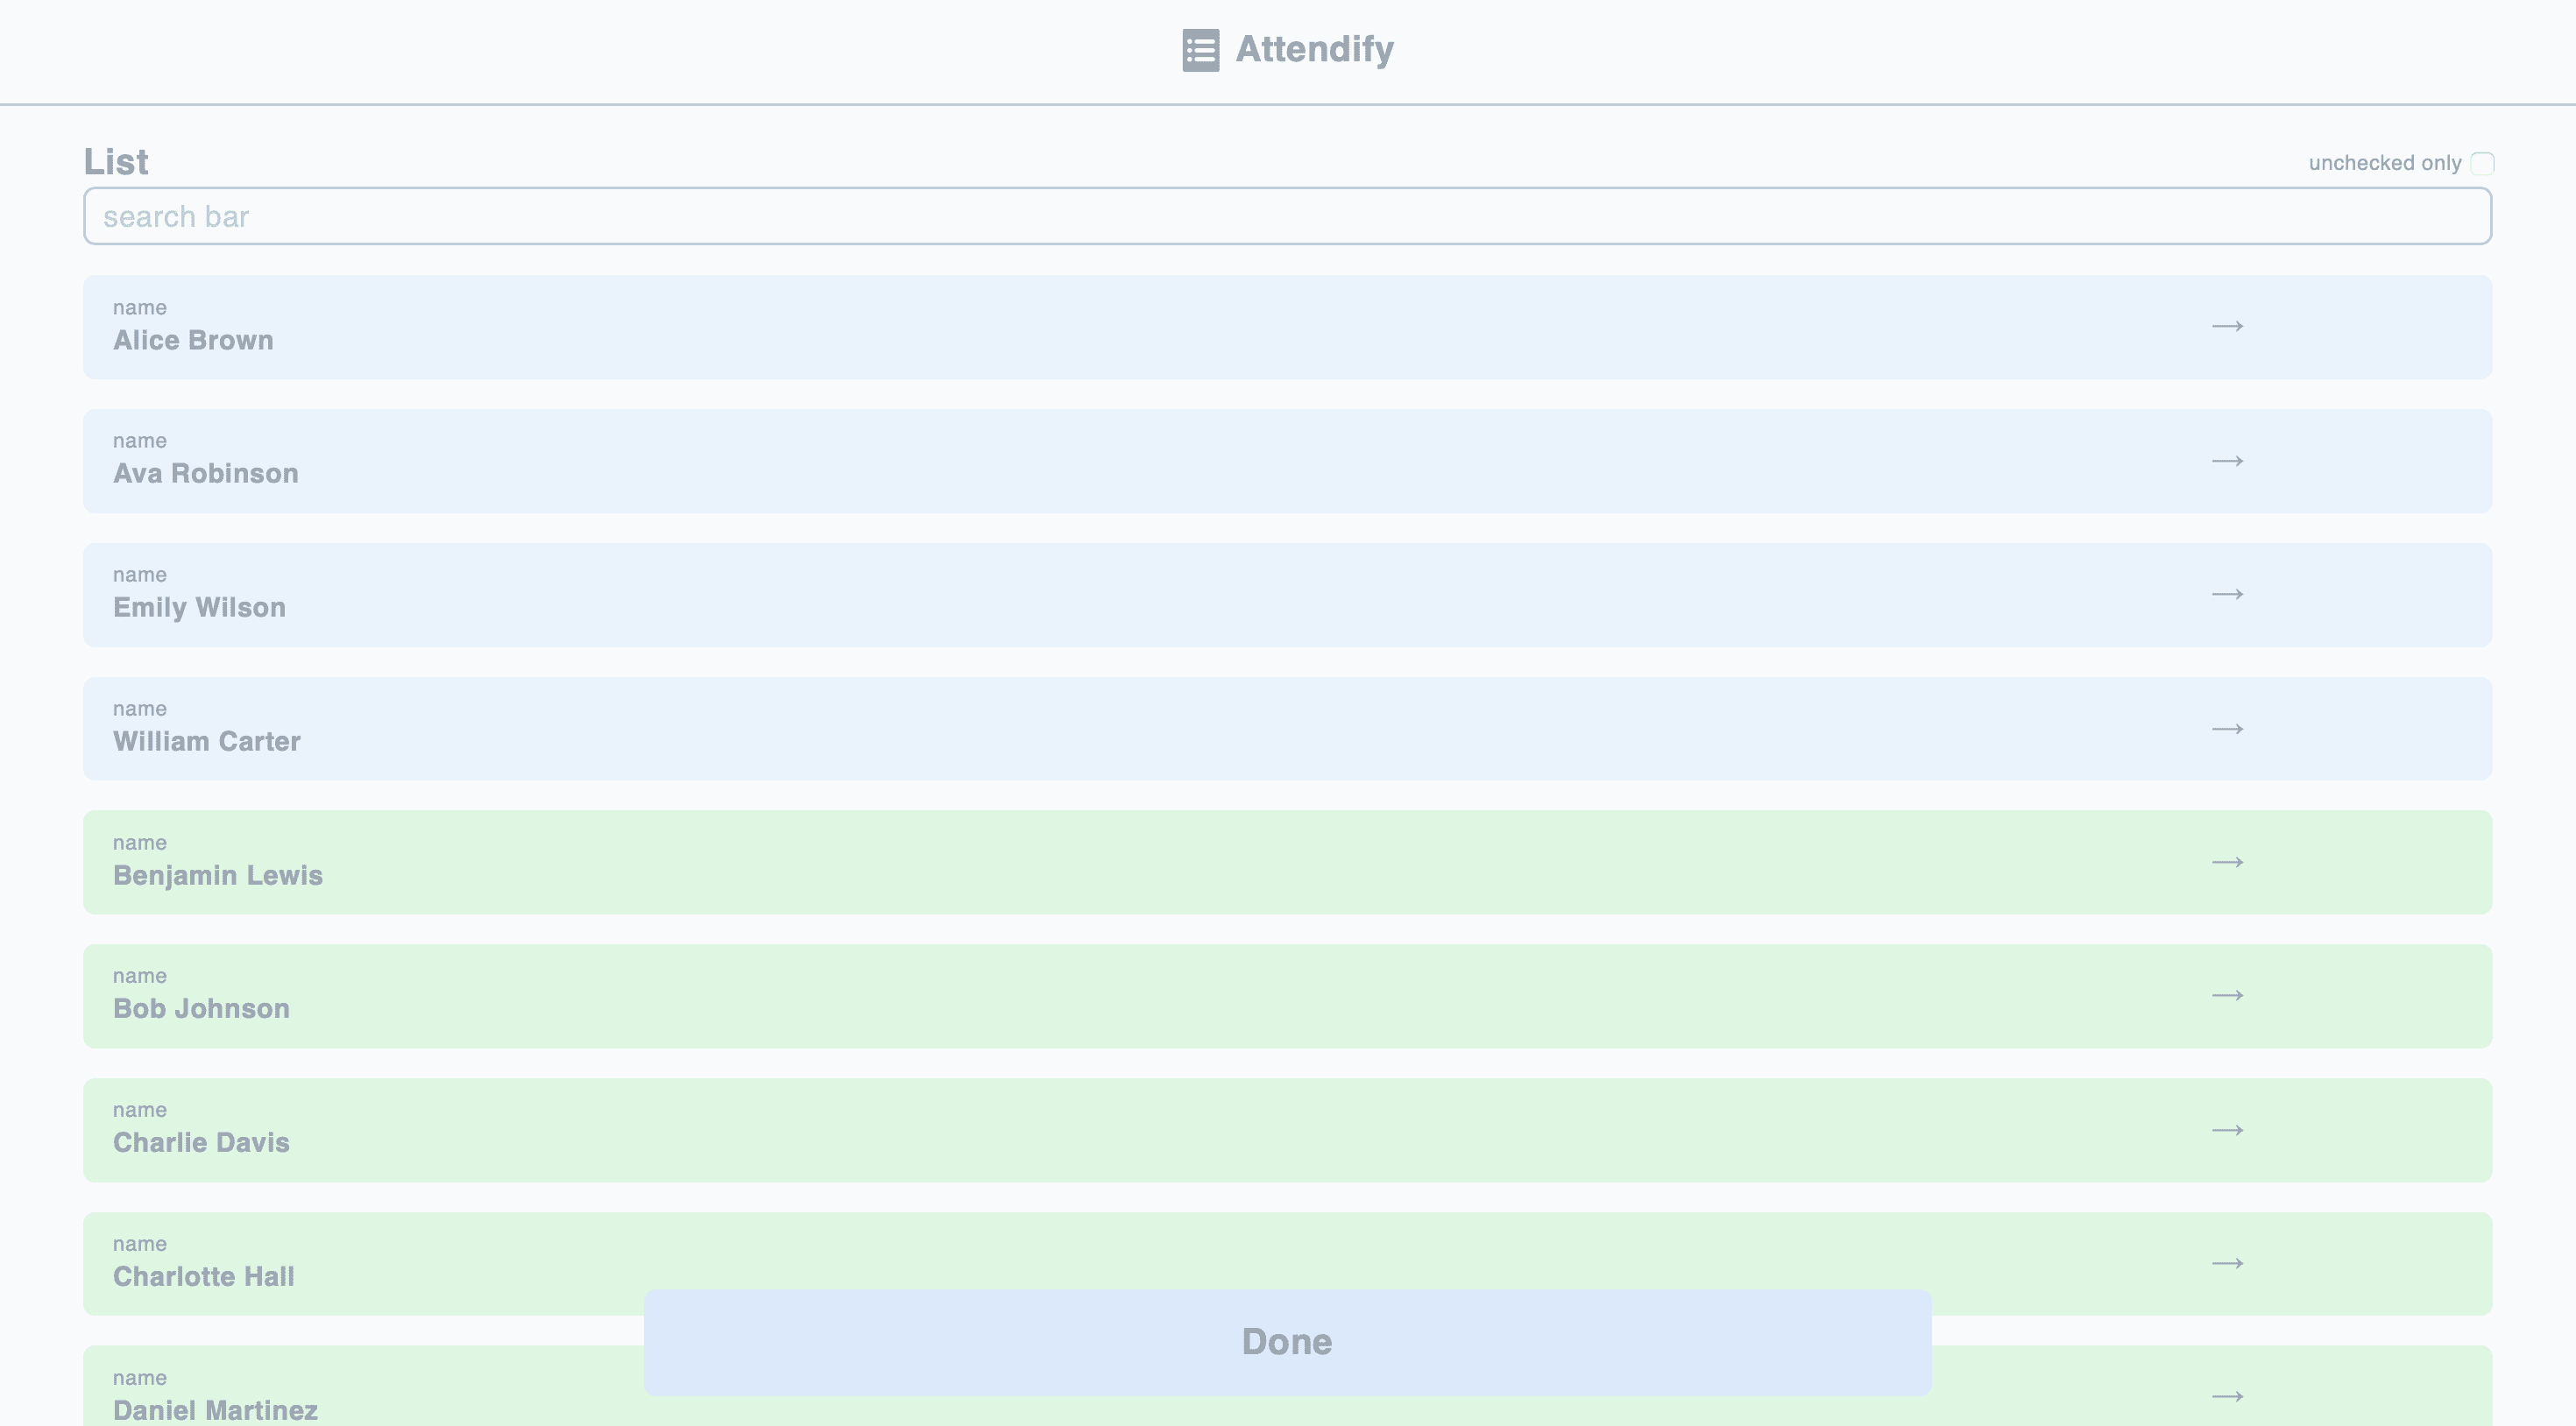 Attendify
List
unchecked only
search bar
name
Alice Brown
→
name
Ava Robinson
→
name
Emily Wilson
→
name
William Carter
→
name
Benjamin Lewis
→
name
Bob Johnson
→
name
Charlie Davis
→
name
Charlotte Hall
→
Done
name
Daniel Martinez
→